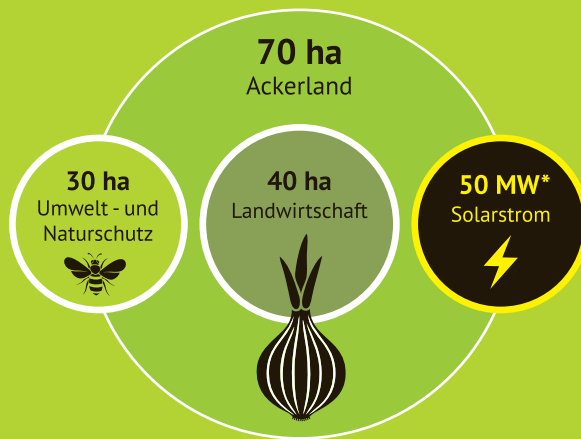 70 ha
Ackerland
30 ha
Umwelt - und
Naturschutz
40 ha
Landwirtschaft
50 MW*
Solarstrom